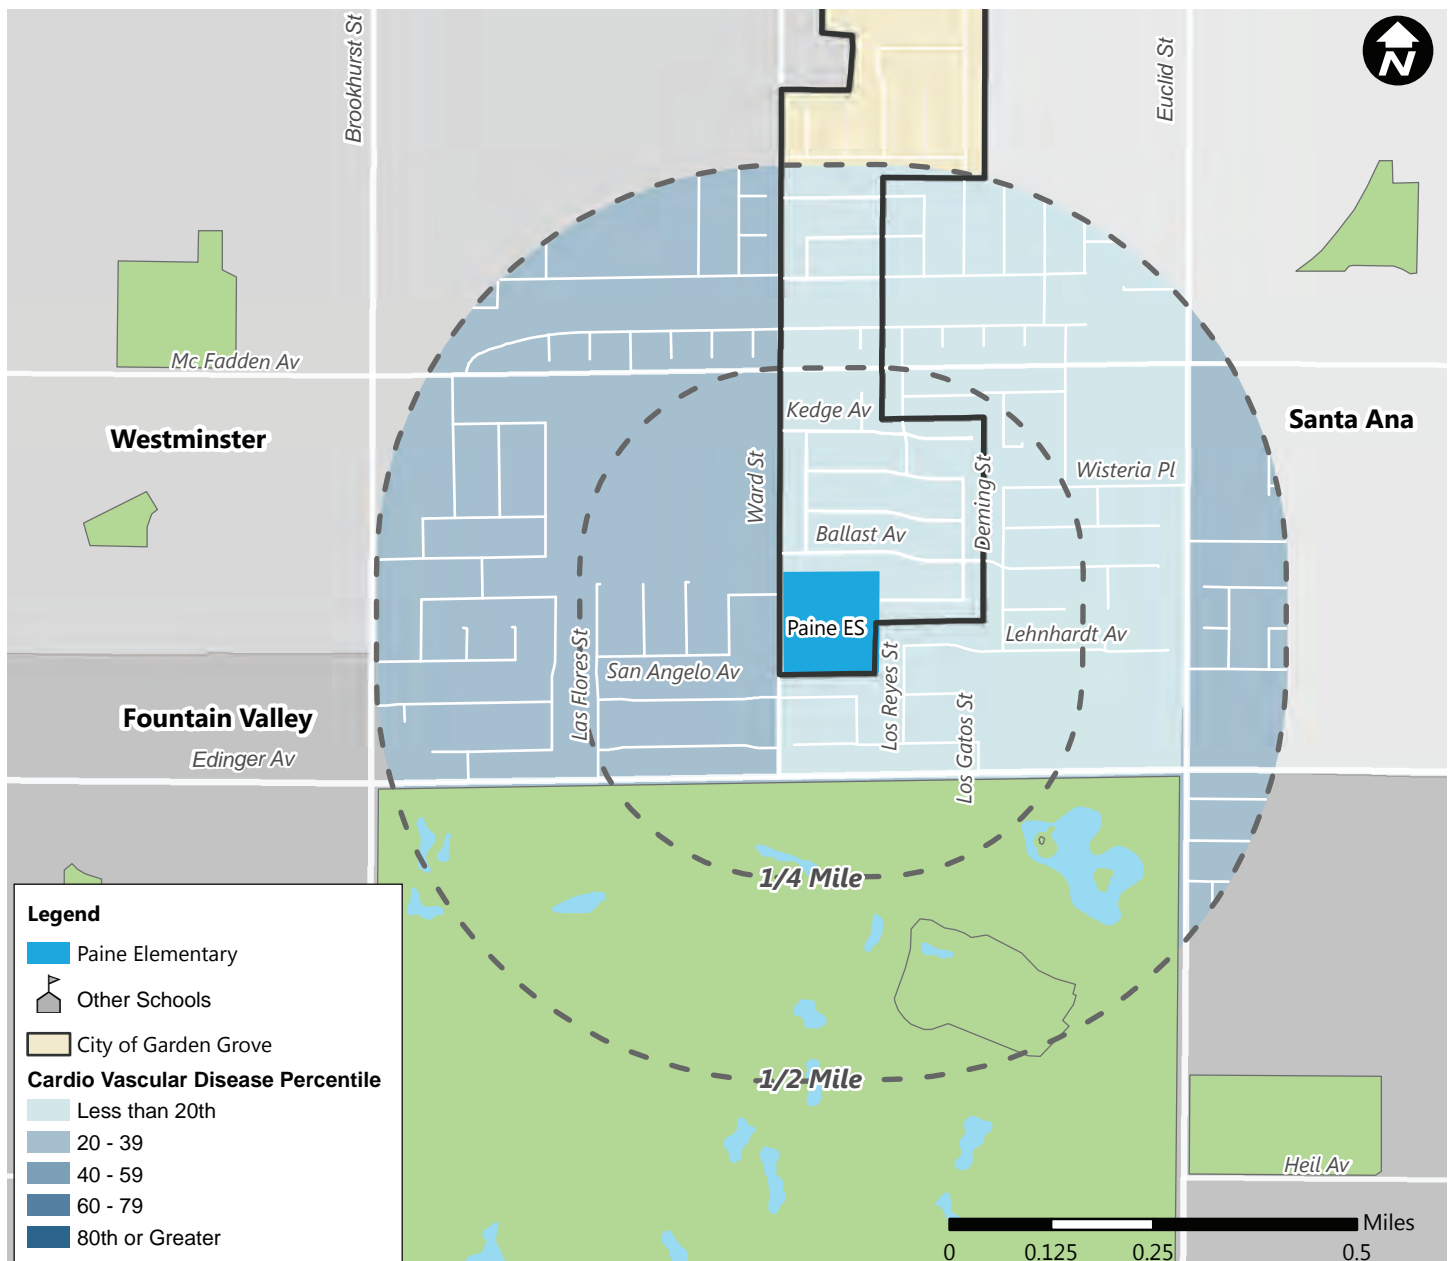 Brookhurst St
Euclid St
N
Mc Fadden Av
Westminster
Santa Ana
Kedge Av
Ward St
Deming St
Wisteria Pl
Ballast Av
Paine ES
Lehnhardt Av
Las Flores St
San Angelo Av
Los Reyes St
Los Gatos St
Fountain Valley
Edinger Av
1/4 Mile
1/2 Mile
Legend
Paine Elementary
Other Schools
City of Garden Grove
Cardio Vascular Disease Percentile
Less than 20th
20 - 39
40 - 59
60 - 79
80th or Greater
Heil Av
Miles
0 0.125 0.25 0.5